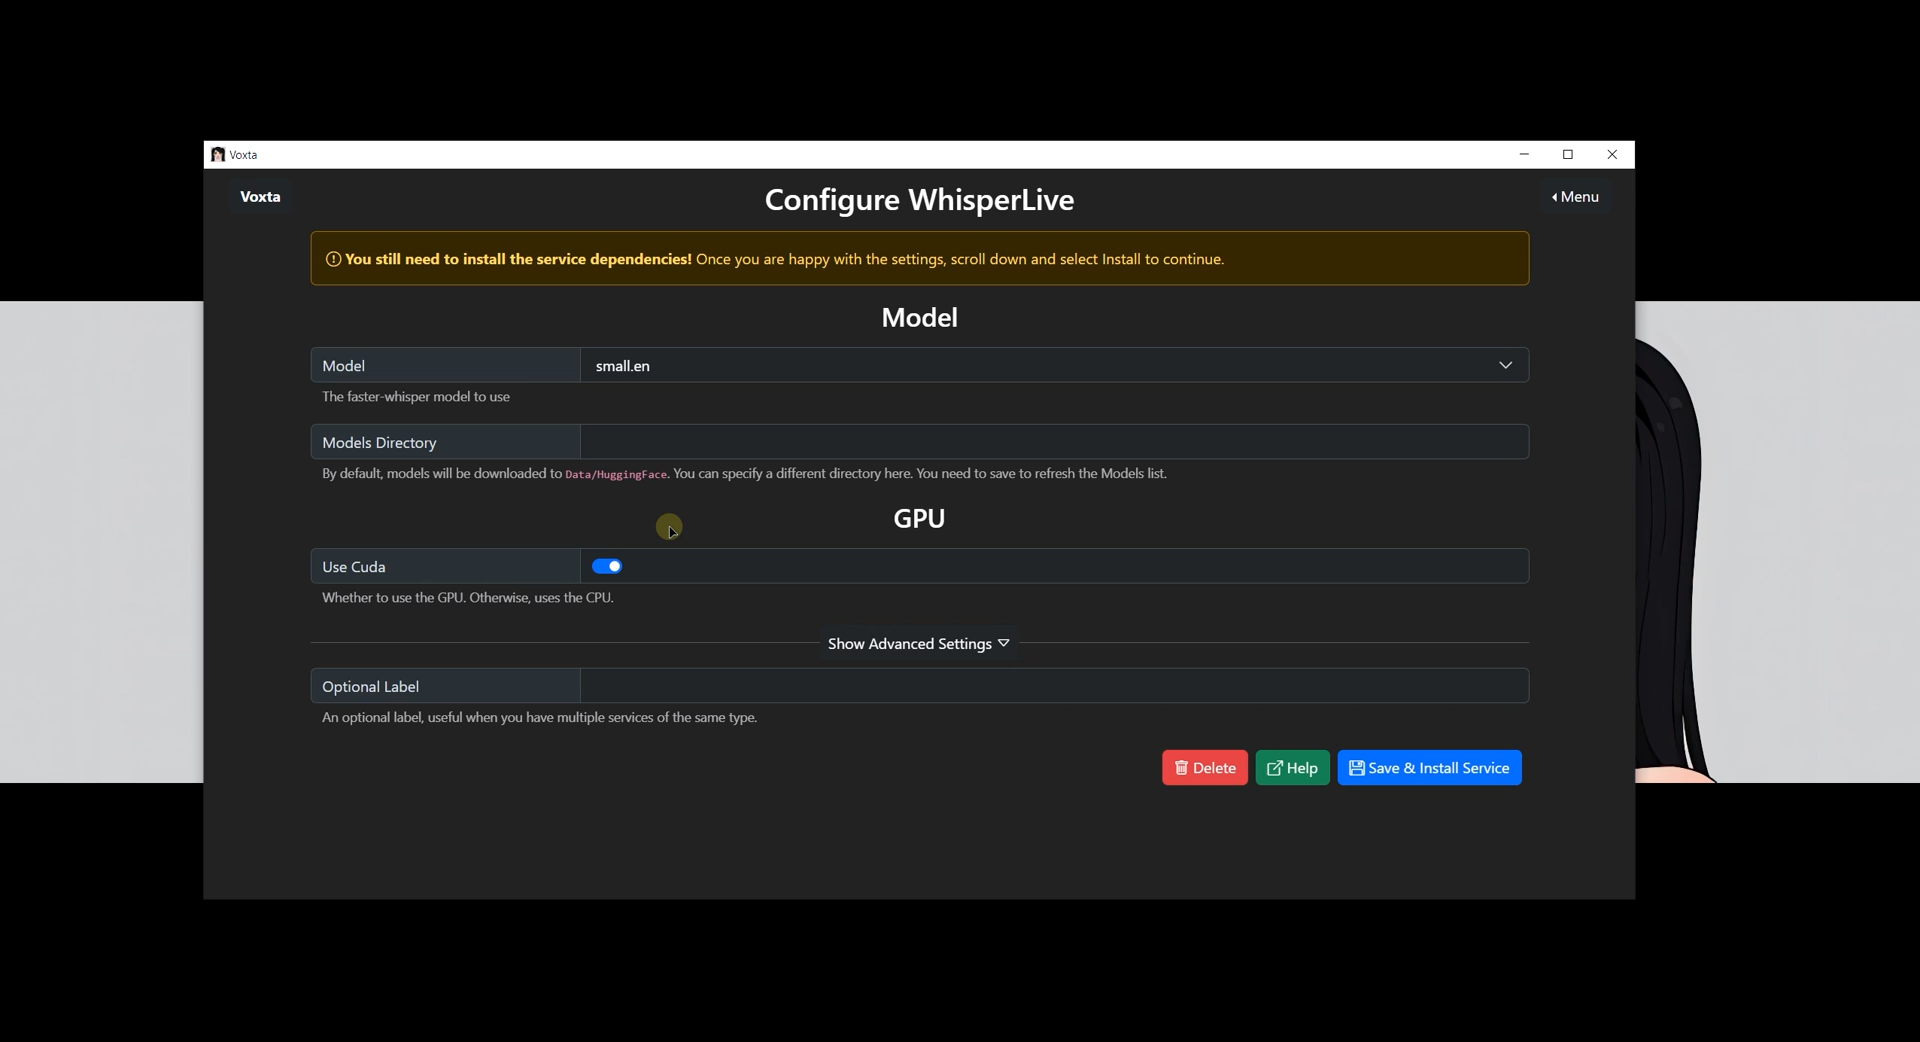 Voxta
Voxta
Configure WhisperLive
Menu
You still need to install the service dependencies! Once you are happy with the settings, scroll down and select Install to continue.
Model
Model
small.en
The faster-whisper model to use
Models Directory
By default, models will be downloaded to Data/HuggingFace. You can specify a different directory here. You need to save to refresh the Models list.
GPU
Use Cuda
Whether to use the GPU. Otherwise, uses the CPU.
Show Advanced Settings
Optional Label
An optional label, useful when you have multiple services of the same type.
Delete
Help
Save & Install Service